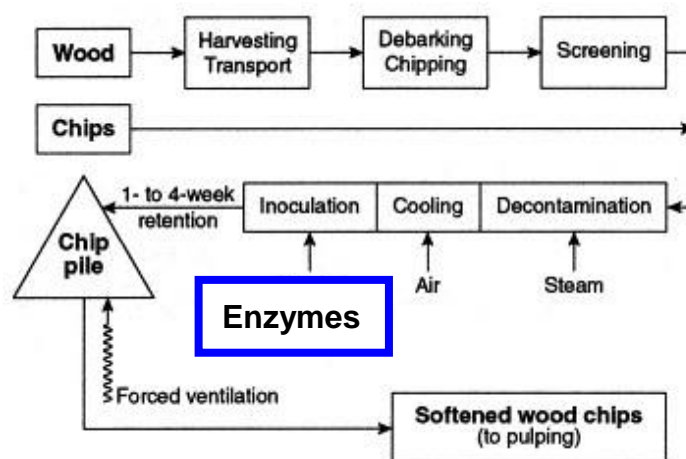 Wood
Harvesting
Transport
Debarking
Chipping
Screening
Chips
1- to 4-week
retention
Inoculation
Cooling
Decontamination
Chip
pile
Enzymes
Air
Steam
Forced ventilation
Softened wood chips
(to pulping)